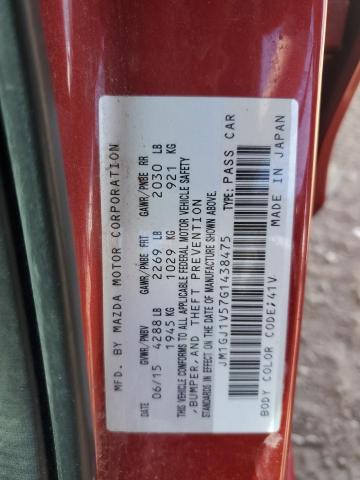 MFD. BY MAZDA MOTOR CORPORATION
DATE GVWR/PNBV GAWR/PNBE FRT GAWR/PNBE RR
06/15 4288 LB 2269 LB 2030 LB
1945 KG 1029 KG 921 KG
THIS VEHICLE CONFORMS TO ALL APPLICABLE FEDERAL MOTOR VEHICLE SAFETY
,BUMPER,AND THEFT PREVENTION
STANDARDS IN EFFECT ON THE DATE OF MANUFACTURE SHOWN ABOVE.
JM1GJ1V57G1438475 TYPE:PASS CAR
BODY COLOR CODE;41V MADE IN JAPAN